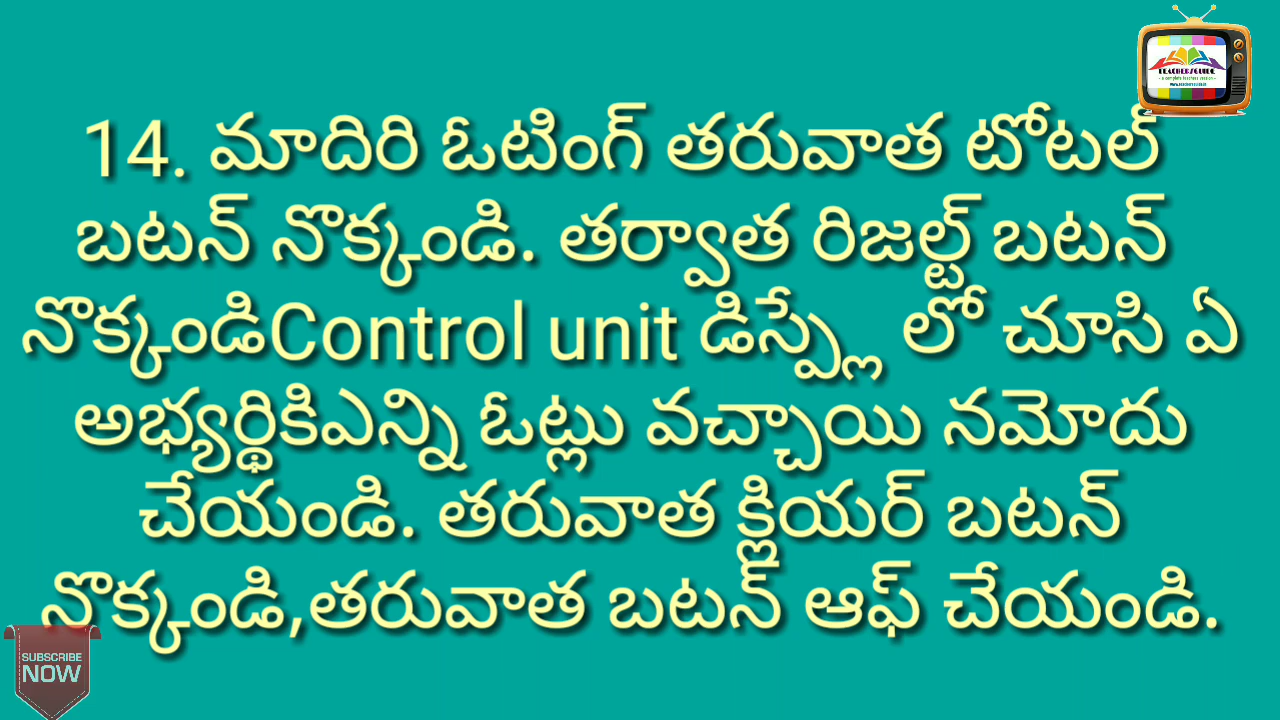 TEACHERSGUIDE
14. మాదిరి ఓటింగ్ తరువాత టోటల్
బటన్ నొక్కండి. తర్వాత రిజల్ట్ బటన్
నొక్కండిControl unit డిస్ప్లే లో చూసి ఏ
అభ్యర్థికిఎన్ని ఓట్లు వచ్చాయి నమోదు
చేయండి. తరువాత క్లియర్ బటన్
నొక్కండి,తరువాత బటన్ ఆఫ్ చేయండి.
SUBSCRIBE
NOW